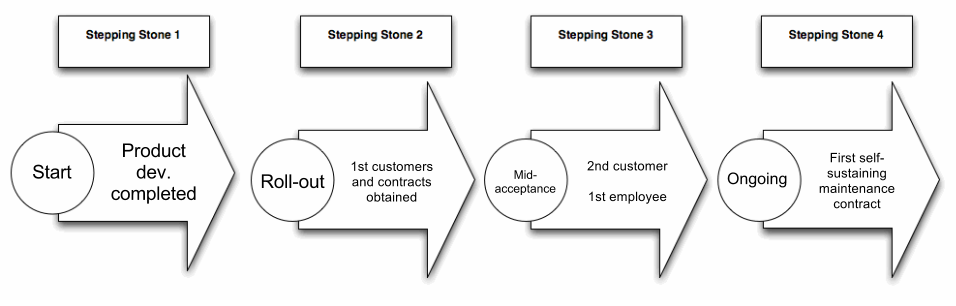 Stepping Stone 1
Stepping Stone 2
Stepping Stone 3
Stepping Stone 4
Start
Product
dev.
completed
Roll-out
1st customers
and contracts
obtained
Mid-
acceptance
2nd customer
1st employee
Ongoing
First self-
sustaining
maintenance
contract